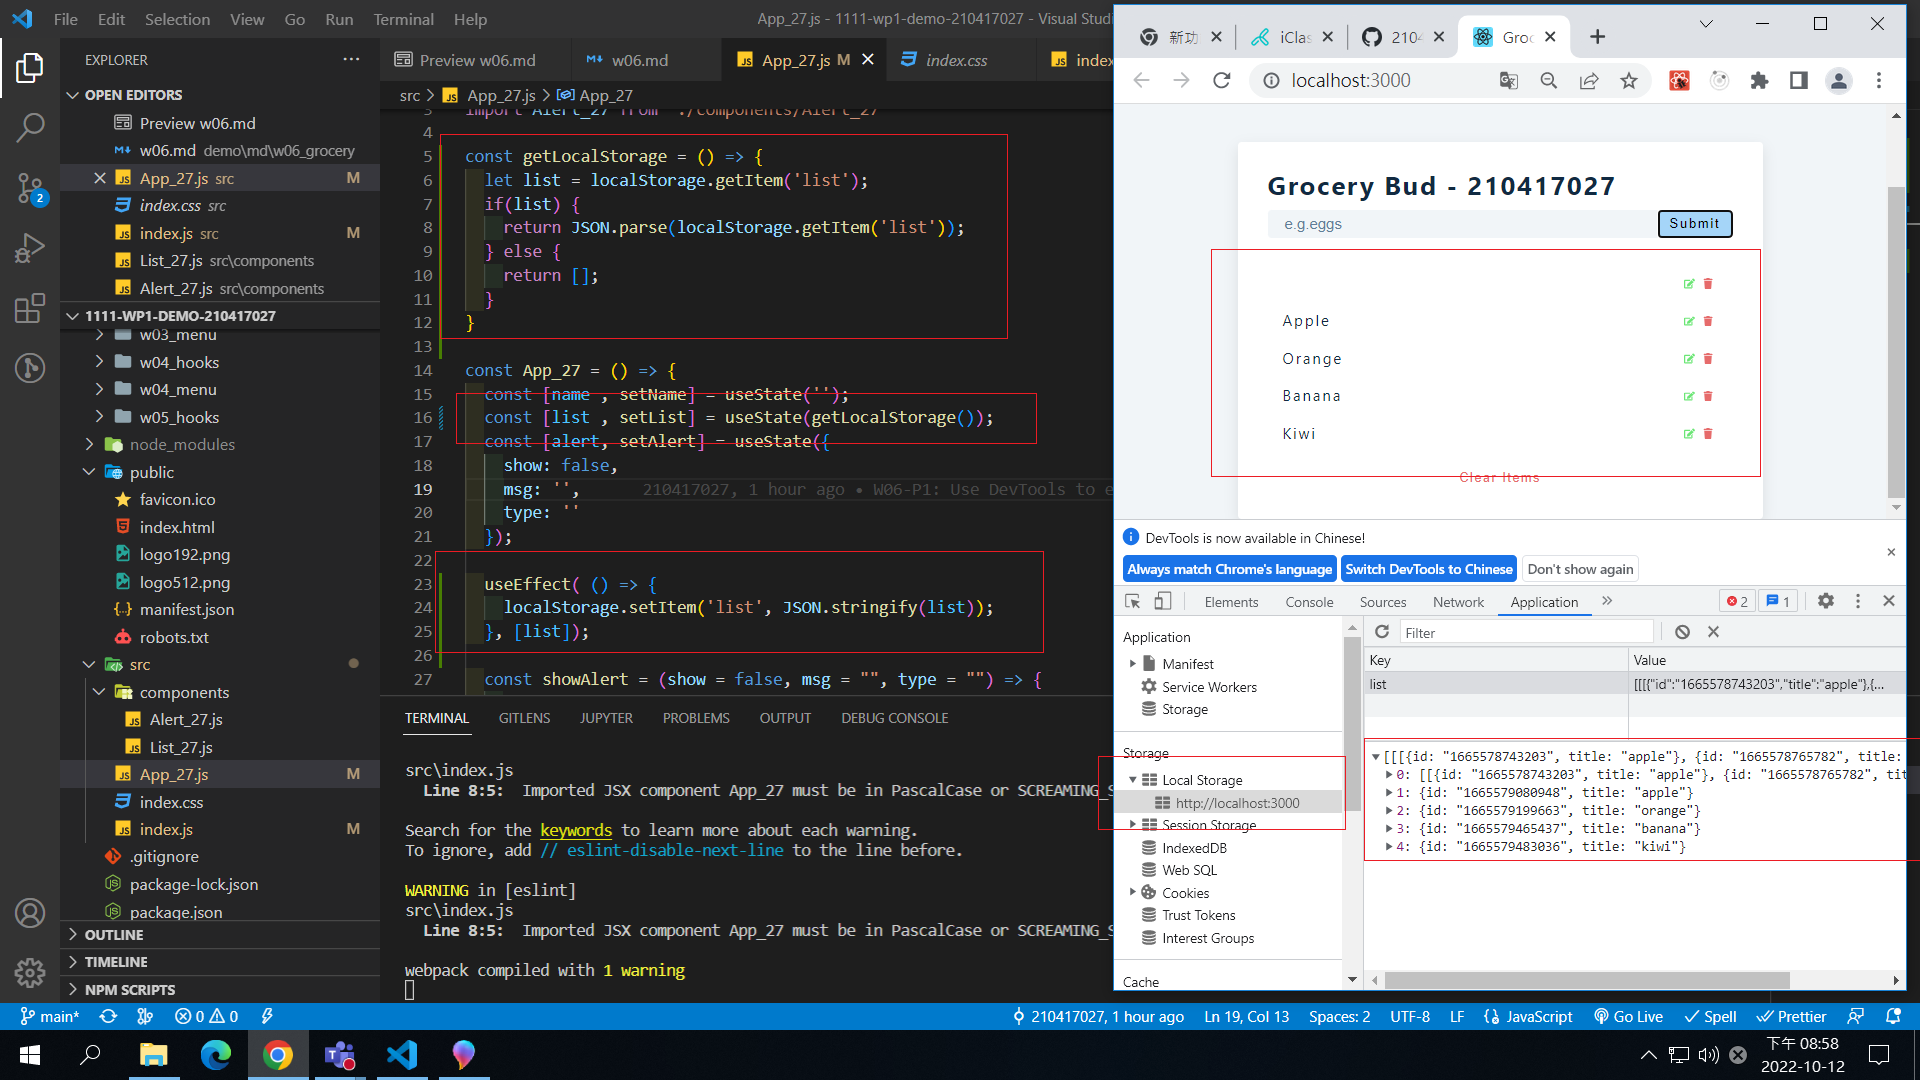 File Edit Selection View Go Run Terminal Help
App_27.js - 1111-wp1-demo-210417027 - Visual Studi
EXPLORER
OPEN EDITORS
Preview w06.md
w06.md demo\md\w06_grocery
App_27.js src M
index.css src
index.js src M
List_27.js src\components
Alert_27.js src\components
1111-WP1-DEMO-210417027
w03_menu
w04_hooks
w04_menu
w05_hooks
node_modules
public
favicon.ico
index.html
logo192.png
logo512.png
manifest.json
robots.txt
src
components
Alert_27.js
List_27.js
App_27.js M
index.css
index.js M
.gitignore
package-lock.json
package.json
OUTLINE
TIMELINE
NPM SCRIPTS
Preview w06.md
w06.md
App_27.js M
index.css
index
src > App_27.js > App_27
3 import Alert_27 from './components/Alert_27'
4
5 const getLocalStorage = () => {
6 let list = localStorage.getItem('list');
7 if(list) {
8 return JSON.parse(localStorage.getItem('list'));
9 } else {
10 return [];
11 }
12 }
13
14 const App_27 = () => {
15 const [name , setName] = useState('');
16 const [list , setList] = useState(getLocalStorage());
17 const [alert, setAlert] = useState({
18 show: false,
19 msg: '', 210417027, 1 hour ago • W06-P1: Use DevTools to e
20 type: ''
21 });
22
23 useEffect( () => {
24 localStorage.setItem('list', JSON.stringify(list));
25 }, [list]);
26
27 const showAlert = (show = false, msg = "", type = "") => {
TERMINAL GITLENS JUPYTER PROBLEMS OUTPUT DEBUG CONSOLE
src\index.js
Line 8:5: Imported JSX component App_27 must be in PascalCase or SCREAMING_S
Search for the keywords to learn more about each warning.
To ignore, add // eslint-disable-next-line to the line before.
WARNING in [eslint]
src\index.js
Line 8:5: Imported JSX component App_27 must be in PascalCase or SCREAMING_S
webpack compiled with 1 warning
新功
iClas
2104
Groc
localhost:3000
Grocery Bud - 210417027
e.g.eggs
Submit
Apple
Orange
Banana
Kiwi
Clear Items
DevTools is now available in Chinese!
Always match Chrome's language
Switch DevTools to Chinese
Don't show again
Elements Console Sources Network Application 2 1
Application
Manifest
Service Workers
Storage
Storage
Local Storage
http://localhost:3000
Session Storage
IndexedDB
Web SQL
Cookies
Trust Tokens
Interest Groups
Cache
Filter
Key Value
list [[[{"id":"1665578743203","title":"apple"},{...
[[[{id: "1665578743203", title: "apple"}, {id: "1665578765782", title:
0: [[{id: "1665578743203", title: "apple"}, {id: "1665578765782", tit
1: {id: "1665579080948", title: "apple"}
2: {id: "1665579199663", title: "orange"}
3: {id: "1665579465437", title: "banana"}
4: {id: "1665579483036", title: "kiwi"}
2
main* 0 0
210417027, 1 hour ago Ln 19, Col 13 Spaces: 2 UTF-8 LF JavaScript Go Live Spell Prettier
下午 08:58
2022-10-12